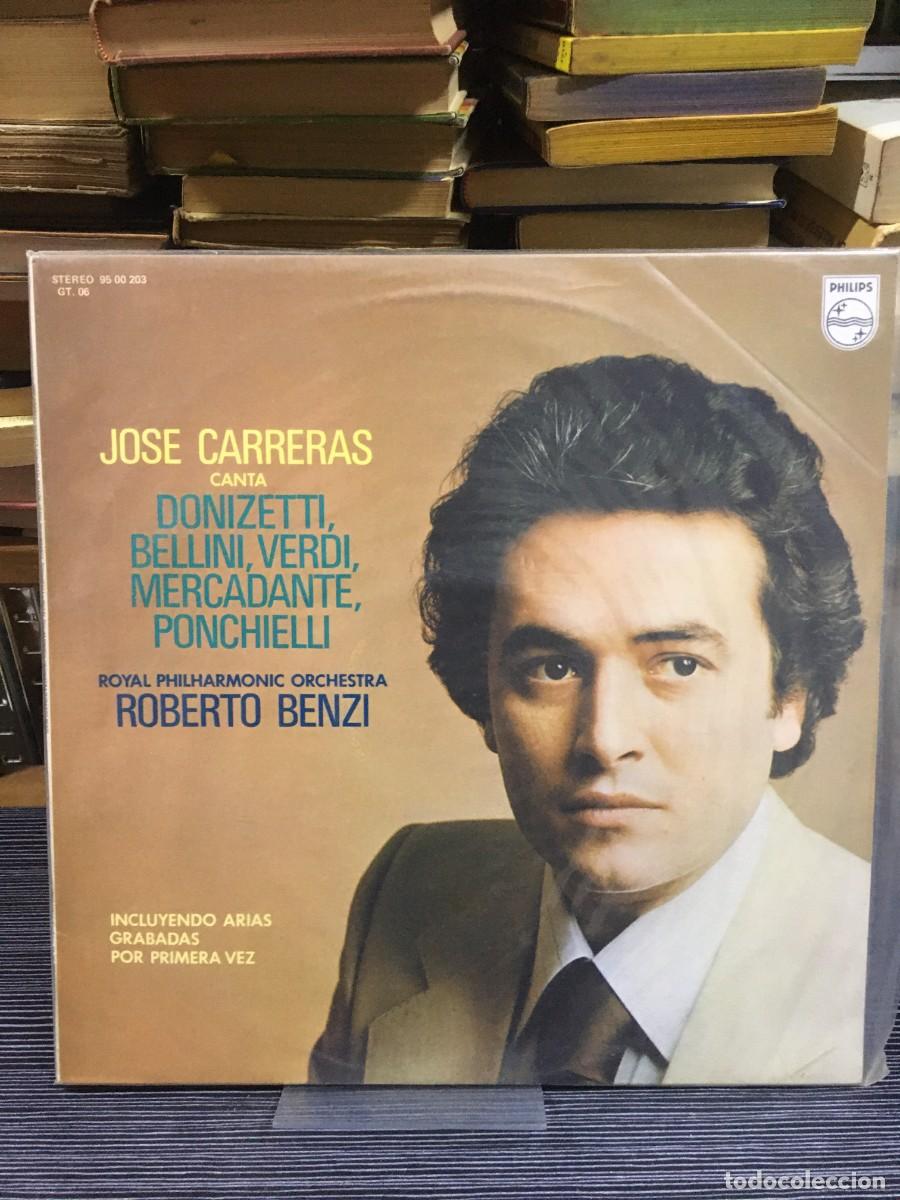 STEREO 95 00 203
GT. 06
PHILIPS
JOSE CARRERAS
CANTA
DONIZETTI,
BELLINI, VERDI,
MERCADANTE,
PONCHIELLI
ROYAL PHILHARMONIC ORCHESTRA
ROBERTO BENZI
INCLUYENDO ARIAS
GRABADAS
POR PRIMERA VEZ
todocoleccion